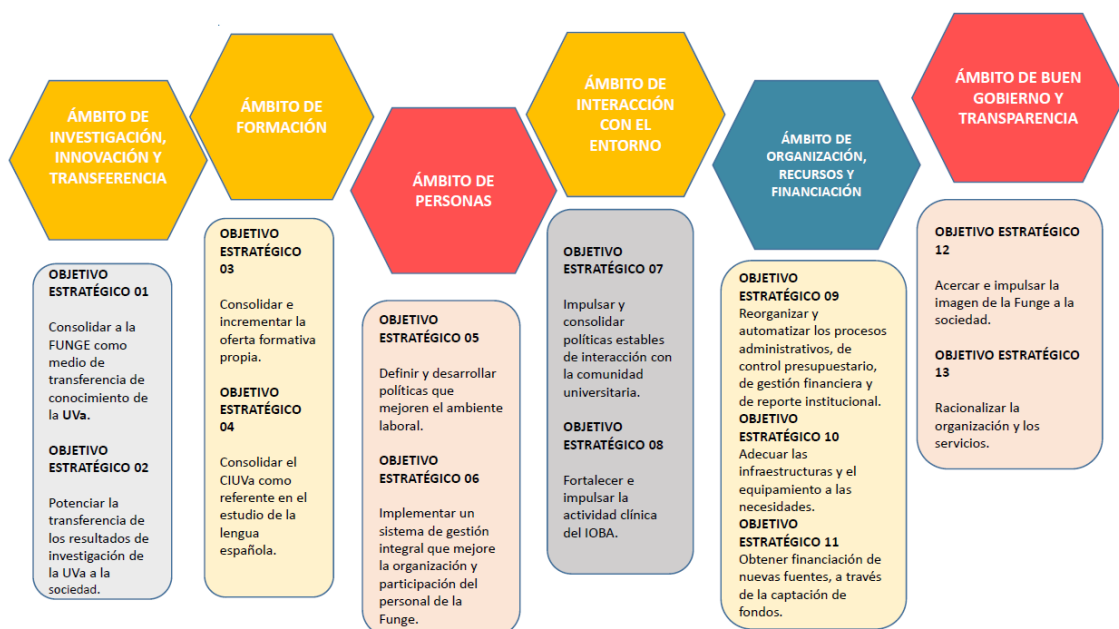 ÁMBITO DE
INVESTIGACIÓN,
INNOVACIÓN Y
TRANSFERENCIA
OBJETIVO
ESTRATÉGICO 01
Consolidar a la
FUNGE como
medio de
transferencia de
conocimiento de
la UVa.
OBJETIVO
ESTRATÉGICO 02
Potenciar la
transferencia de
los resultados de
investigación de
la UVa a la
sociedad.
ÁMBITO DE
FORMACIÓN
OBJETIVO
ESTRATÉGICO
03
Consolidar e
incrementar la
oferta formativa
propia.
OBJETIVO
ESTRATÉGICO
04
Consolidar el
CIUVa como
referente en el
estudio de la
lengua
española.
ÁMBITO DE
PERSONAS
OBJETIVO
ESTRATÉGICO 05
Definir y desarrollar
políticas que
mejoren el ambiente
laboral.
OBJETIVO
ESTRATÉGICO 06
Implementar un
sistema de gestión
integral que mejore
la organización y
participación del
personal de la
Funge.
ÁMBITO DE
INTERACCIÓN
CON EL
ENTORNO
OBJETIVO
ESTRATÉGICO 07
Impulsar y
consolidar
políticas estables
de interacción con
la comunidad
universitaria.
OBJETIVO
ESTRATÉGICO 08
Fortalecer e
impulsar la
actividad clínica
del IOBA.
ÁMBITO DE
ORGANIZACIÓN,
RECURSOS Y
FINANCIACIÓN
OBJETIVO
ESTRATÉGICO 09
Reorganizar y
automatizar los procesos
administrativos, de
control presupuestario,
de gestión financiera y
de reporte institucional.
OBJETIVO
ESTRATÉGICO 10
Adecuar las
infraestructuras y el
equipamiento a las
necesidades.
OBJETIVO
ESTRATÉGICO 11
Obtener financiación de
nuevas fuentes, a través
de la captación de
fondos.
ÁMBITO DE BUEN
GOBIERNO Y
TRANSPARENCIA
OBJETIVO ESTRATÉGICO
12
Acercar e impulsar la
imagen de la Funge a la
sociedad.
OBJETIVO ESTRATÉGICO
13
Racionalizar la
organización y los
servicios.